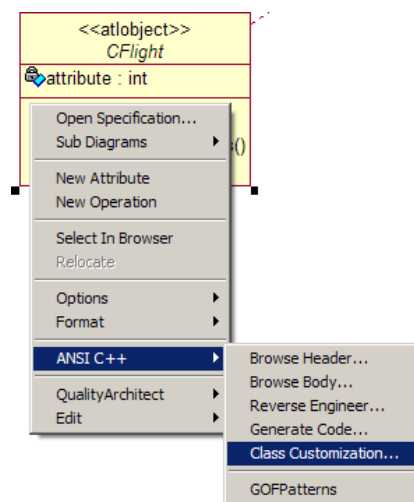 <<atlobject>>
CFlight
attribute : int
Open Specification...
Sub Diagrams
()
New Attribute
New Operation
Select In Browser
Relocate
Options
Format
ANSI C++
QualityArchitect
Edit
Browse Header...
Browse Body...
Reverse Engineer...
Generate Code...
Class Customization...
GOFPatterns